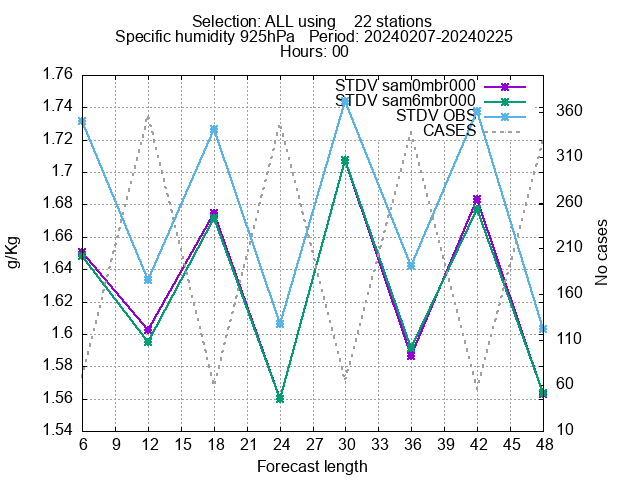 Selection: ALL using    22 stations
Specific humidity 925hPa   Period: 20240207-20240225
Hours: 00
STDV sam0mbr000
STDV sam6mbr000
STDV OBS
CASES
1.76
1.74
1.72
1.7
1.68
1.66
1.64
1.62
1.6
1.58
1.56
1.54
g/Kg
360
310
260
210
160
110
60
10
No cases
6 9 12 15 18 21 24 27 30 33 36 39 42 45 48
Forecast length